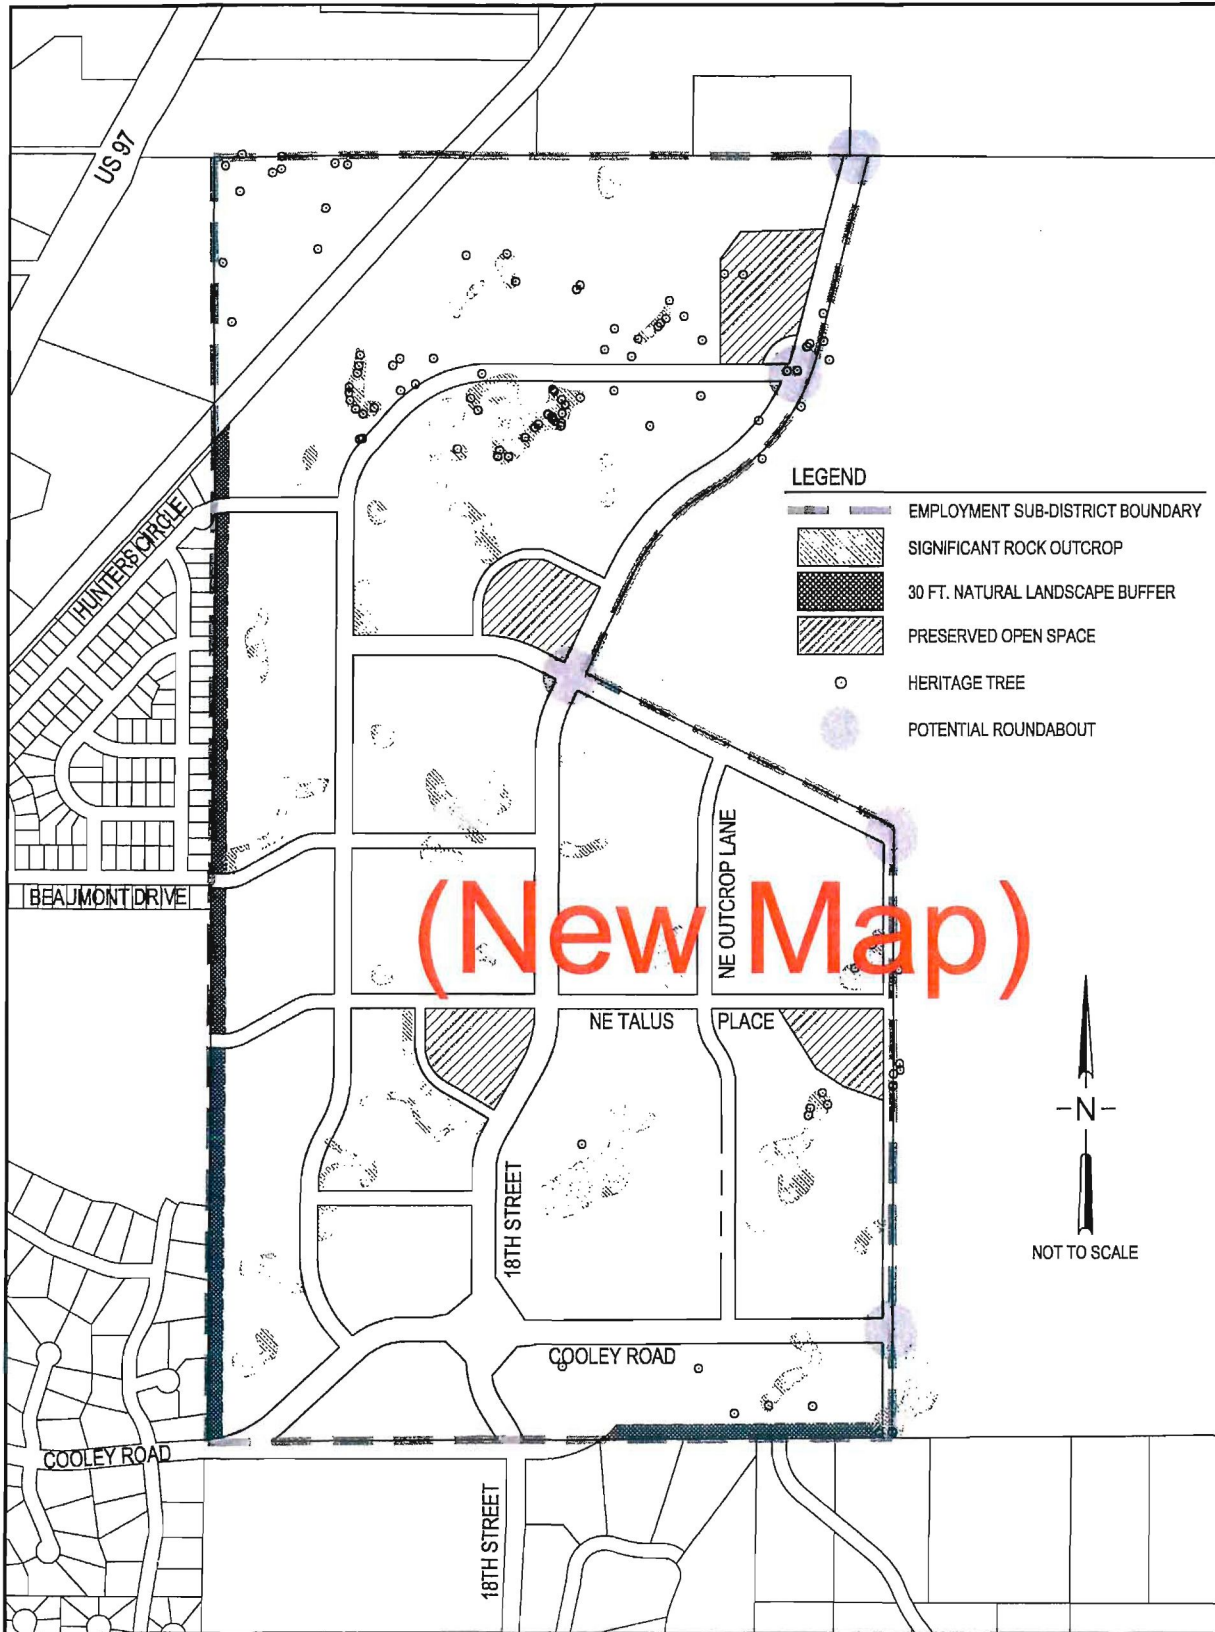 US 97
LEGEND
EMPLOYMENT SUB-DISTRICT BOUNDARY
SIGNIFICANT ROCK OUTCROP
30 FT. NATURAL LANDSCAPE BUFFER
PRESERVED OPEN SPACE
HERITAGE TREE
POTENTIAL ROUNDABOUT
HUNTERS CIRCLE
BEAUMONT DRIVE
NE OUTCROP LANE
(New Map)
NE TALUS PLACE
-N-
NOT TO SCALE
18TH STREET
COOLEY ROAD
COOLEY ROAD
18TH STREET